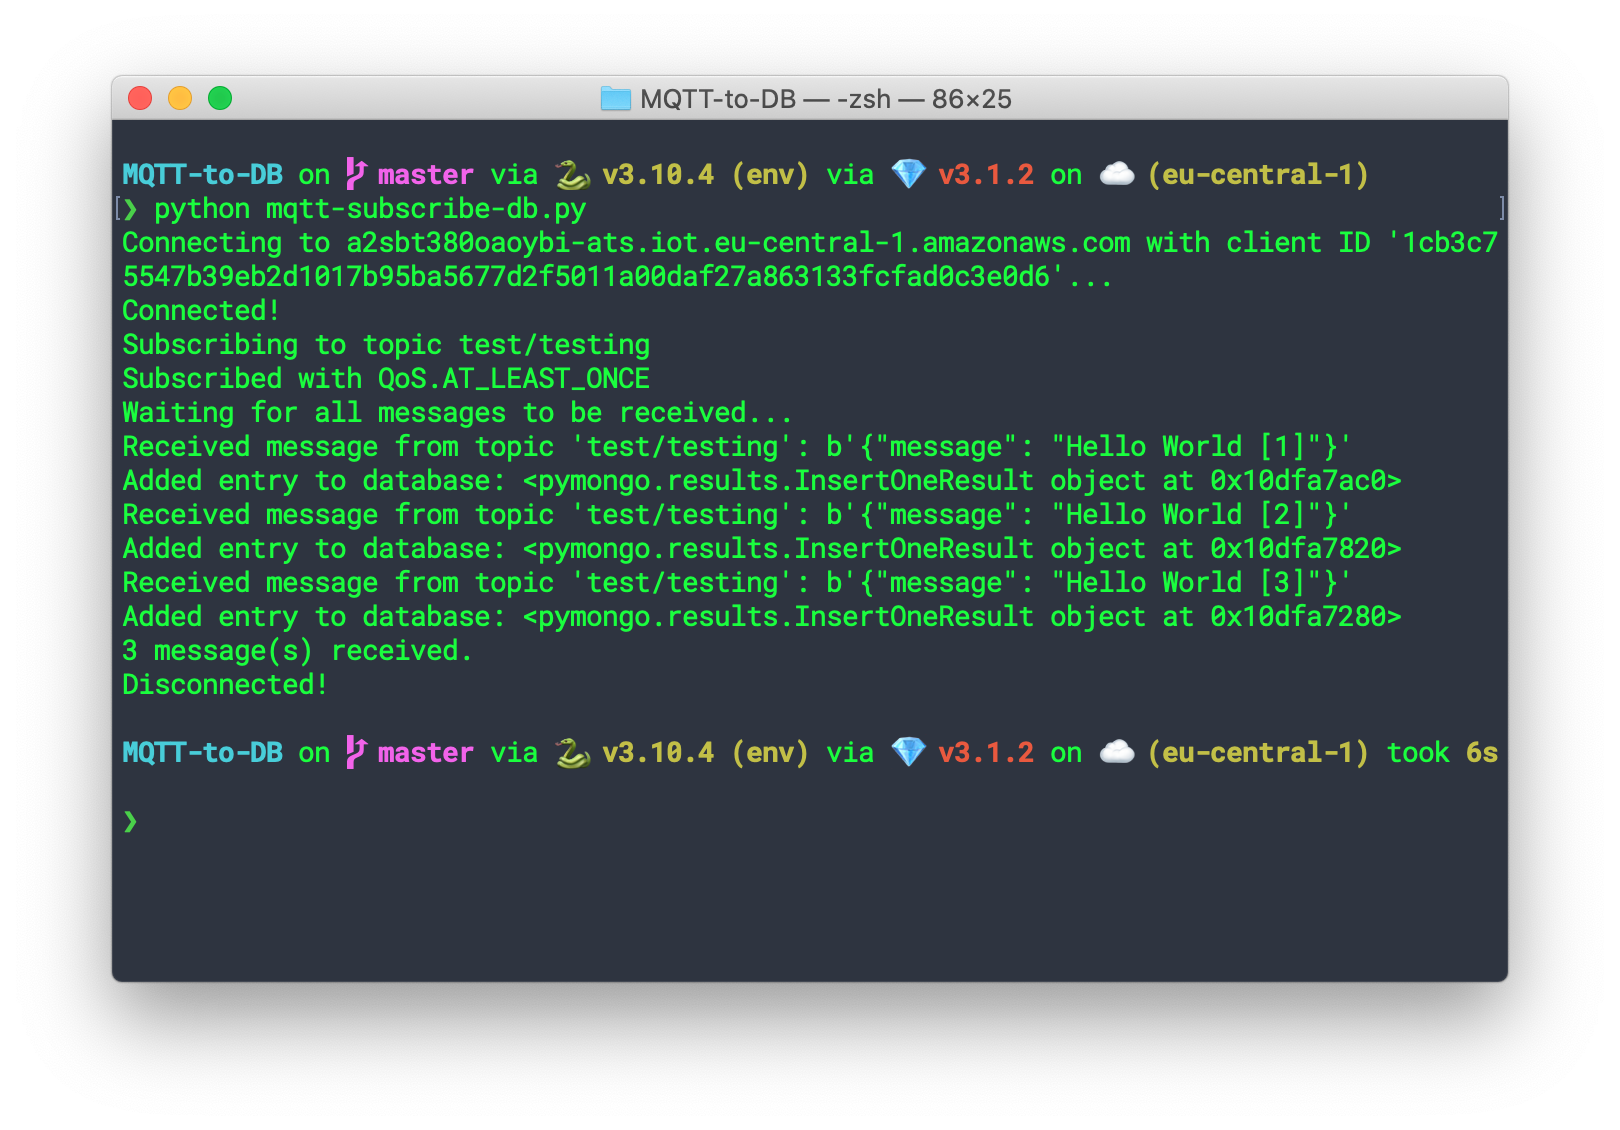 MQTT-to-DB — -zsh — 86×25
MQTT-to-DB on master via v3.10.4 (env) via v3.1.2 on (eu-central-1)
[❯ python mqtt-subscribe-db.py ]
Connecting to a2sbt380oaoybi-ats.iot.eu-central-1.amazonaws.com with client ID '1cb3c7
5547b39eb2d1017b95ba5677d2f5011a00daf27a863133fcfad0c3e0d6'...
Connected!
Subscribing to topic test/testing
Subscribed with QoS.AT_LEAST_ONCE
Waiting for all messages to be received...
Received message from topic 'test/testing': b'{"message": "Hello World [1]"}'
Added entry to database: <pymongo.results.InsertOneResult object at 0x10dfa7ac0>
Received message from topic 'test/testing': b'{"message": "Hello World [2]"}'
Added entry to database: <pymongo.results.InsertOneResult object at 0x10dfa7820>
Received message from topic 'test/testing': b'{"message": "Hello World [3]"}'
Added entry to database: <pymongo.results.InsertOneResult object at 0x10dfa7280>
3 message(s) received.
Disconnected!
MQTT-to-DB on master via v3.10.4 (env) via v3.1.2 on (eu-central-1) took 6s
❯